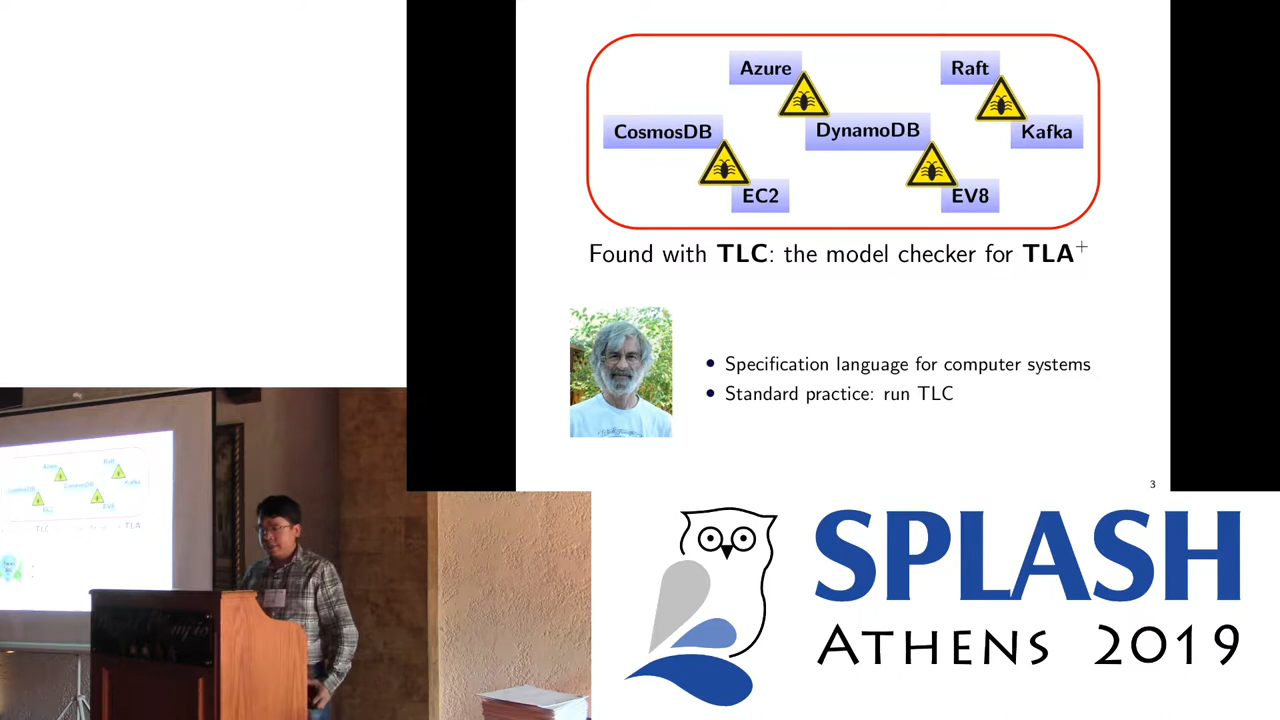 Azure
Raft
CosmosDB
DynamoDB
Kafka
EC2
EV8
Found with TLC: the model checker for TLA+
• Specification language for computer systems
• Standard practice: run TLC
3
SPLASH
ATHENS 2019